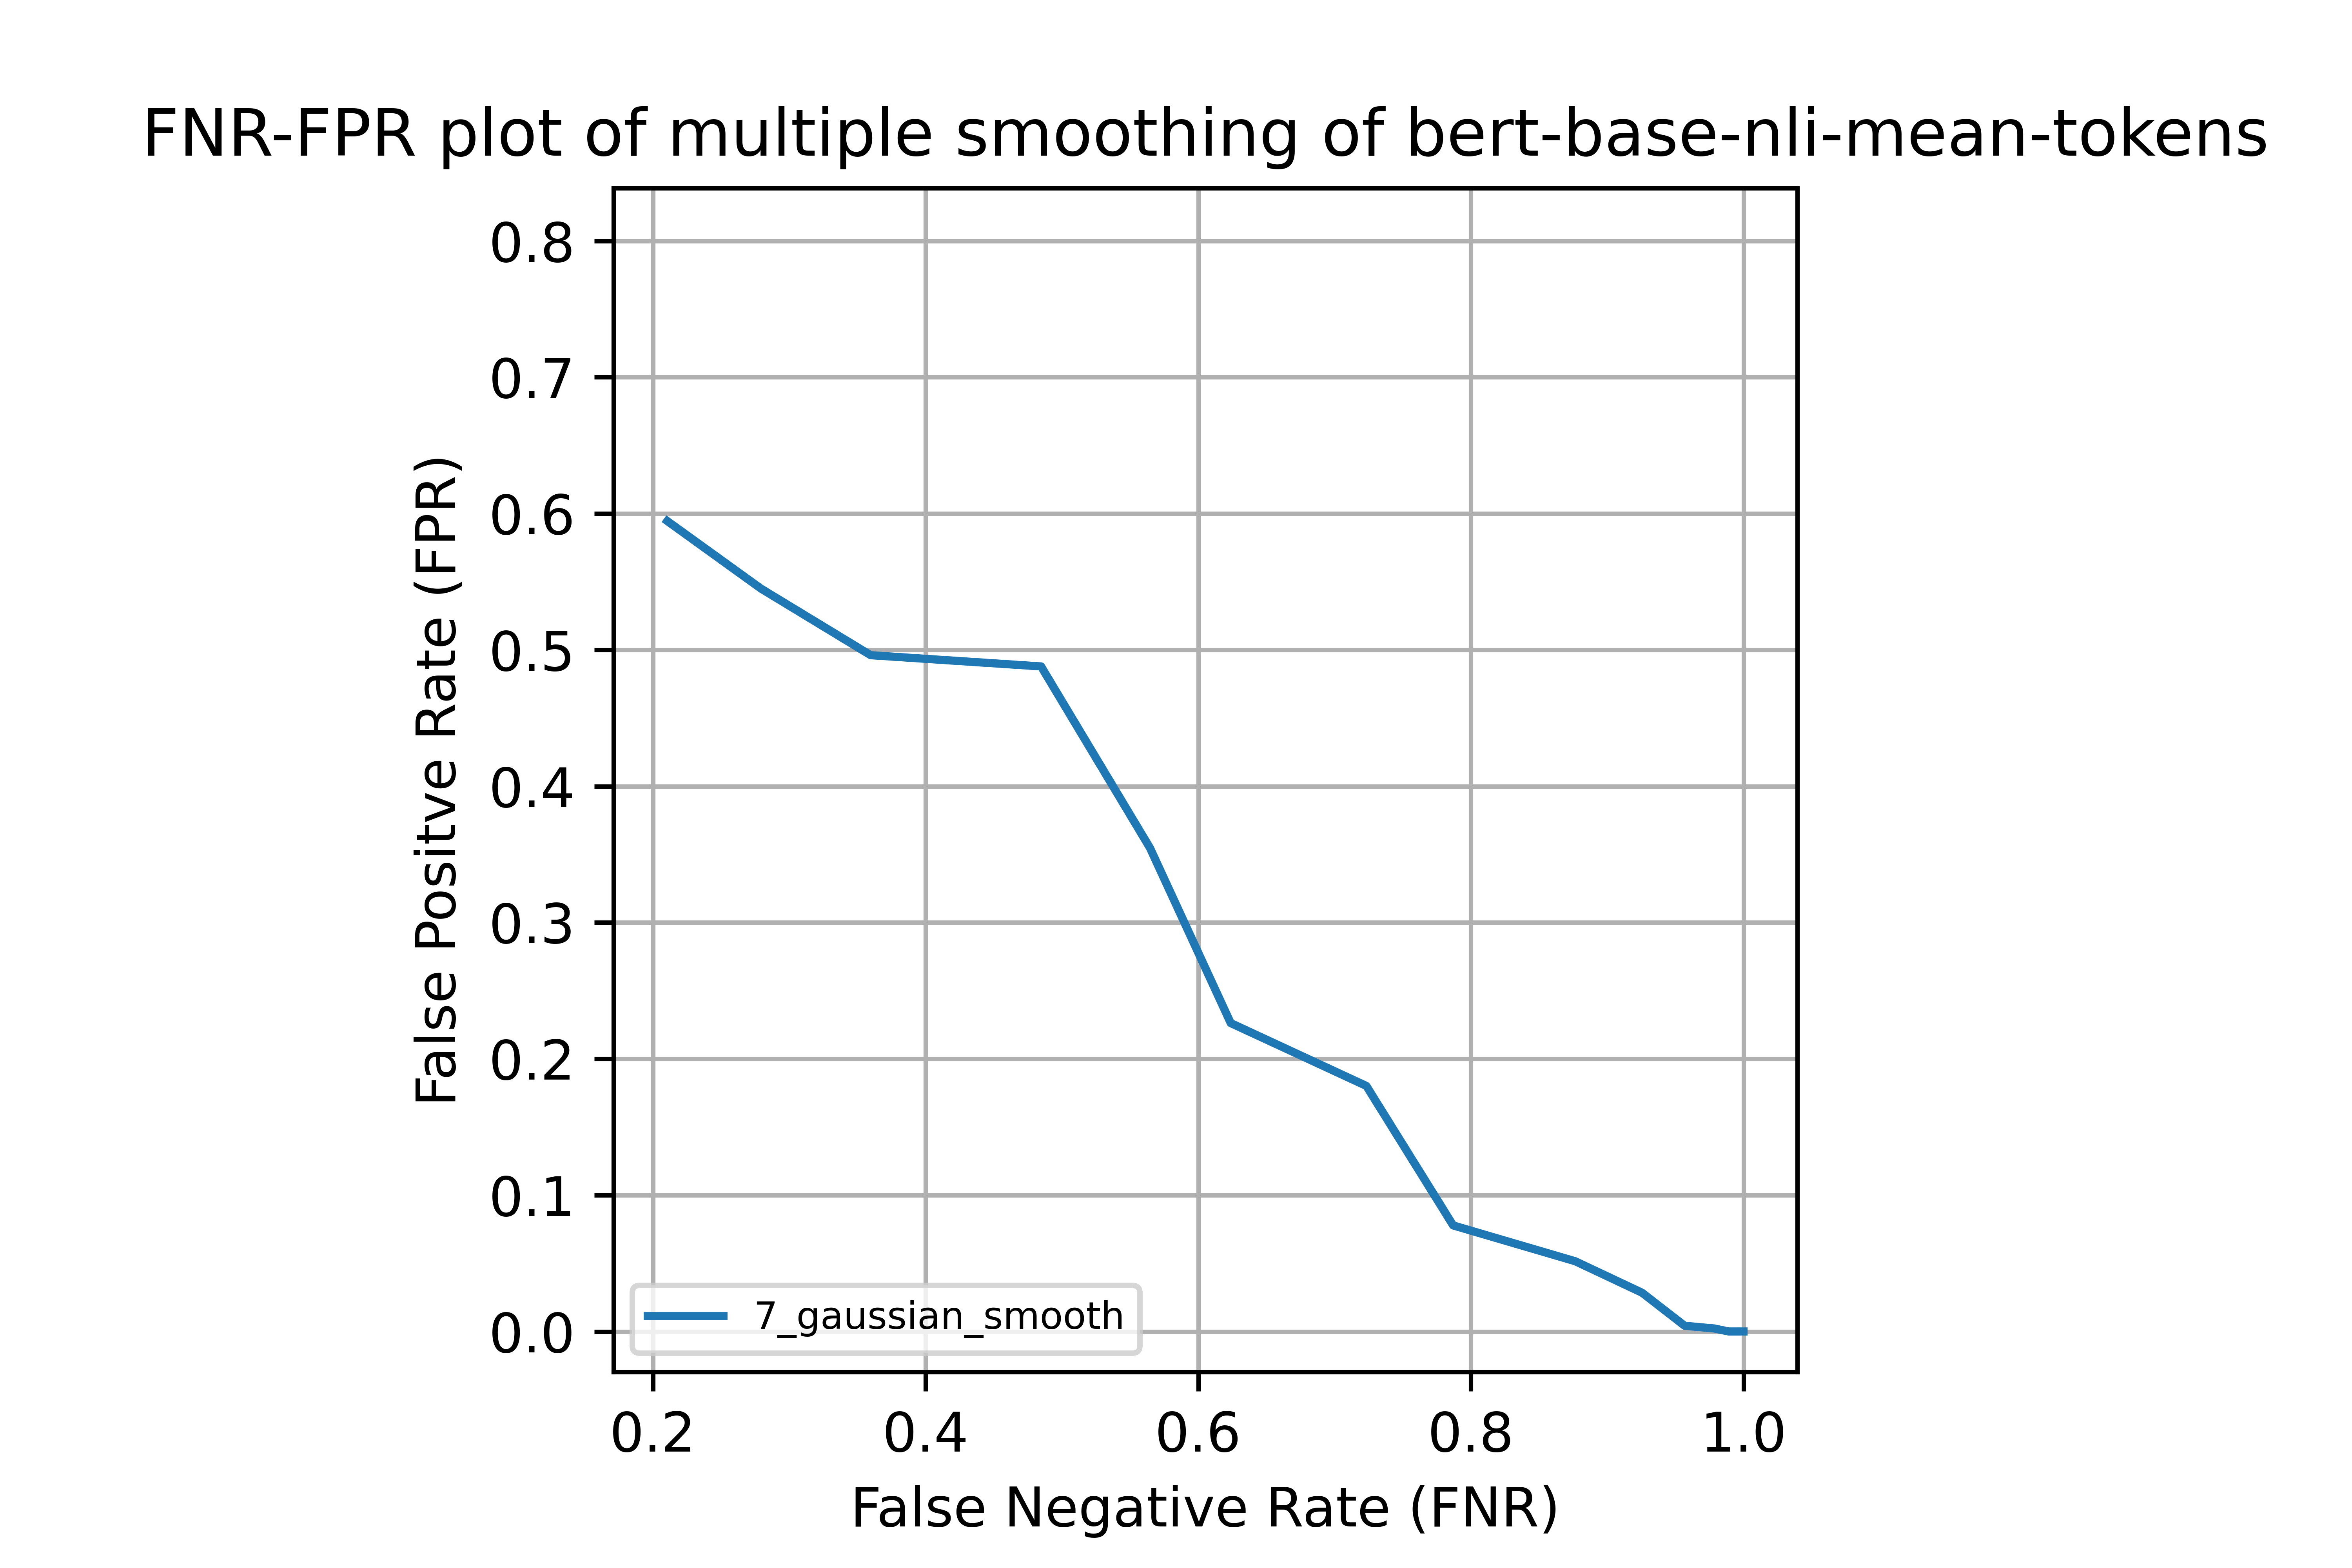 FNR-FPR plot of multiple smoothing of bert-base-nli-mean-tokens
False Positve Rate (FPR)
0.8
0.7
0.6
0.5
0.4
0.3
0.2
0.1
0.0
7_gaussian_smooth
0.2 0.4 0.6 0.8 1.0
False Negative Rate (FNR)